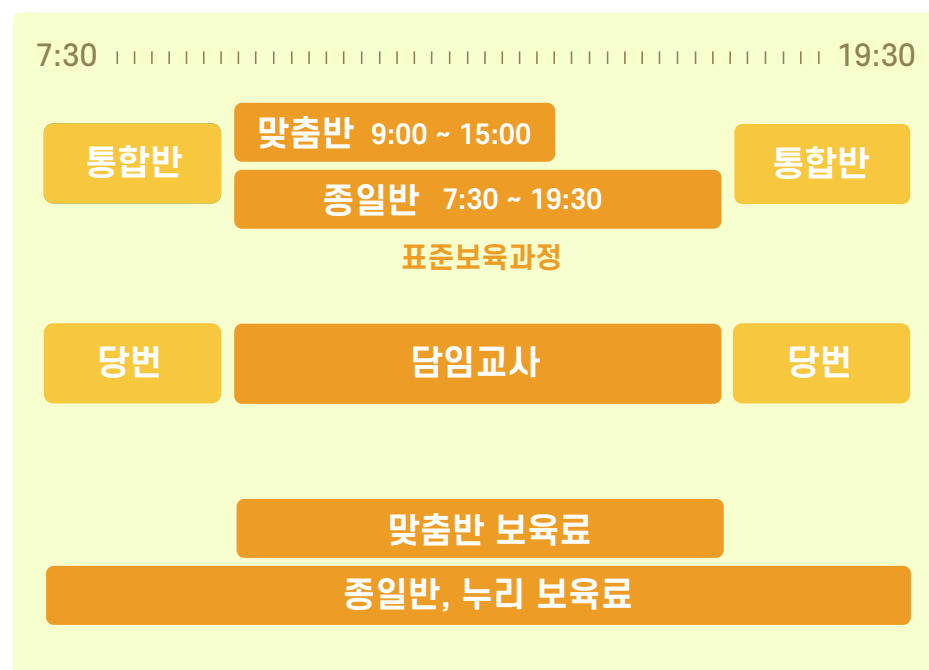 7:30 19:30
맞춤반 9:00 ~ 15:00
통합반 통합반
종일반 7:30 ~ 19:30
표준보육과정
당번 담임교사 당번
맞춤반 보육료
종일반, 누리 보육료